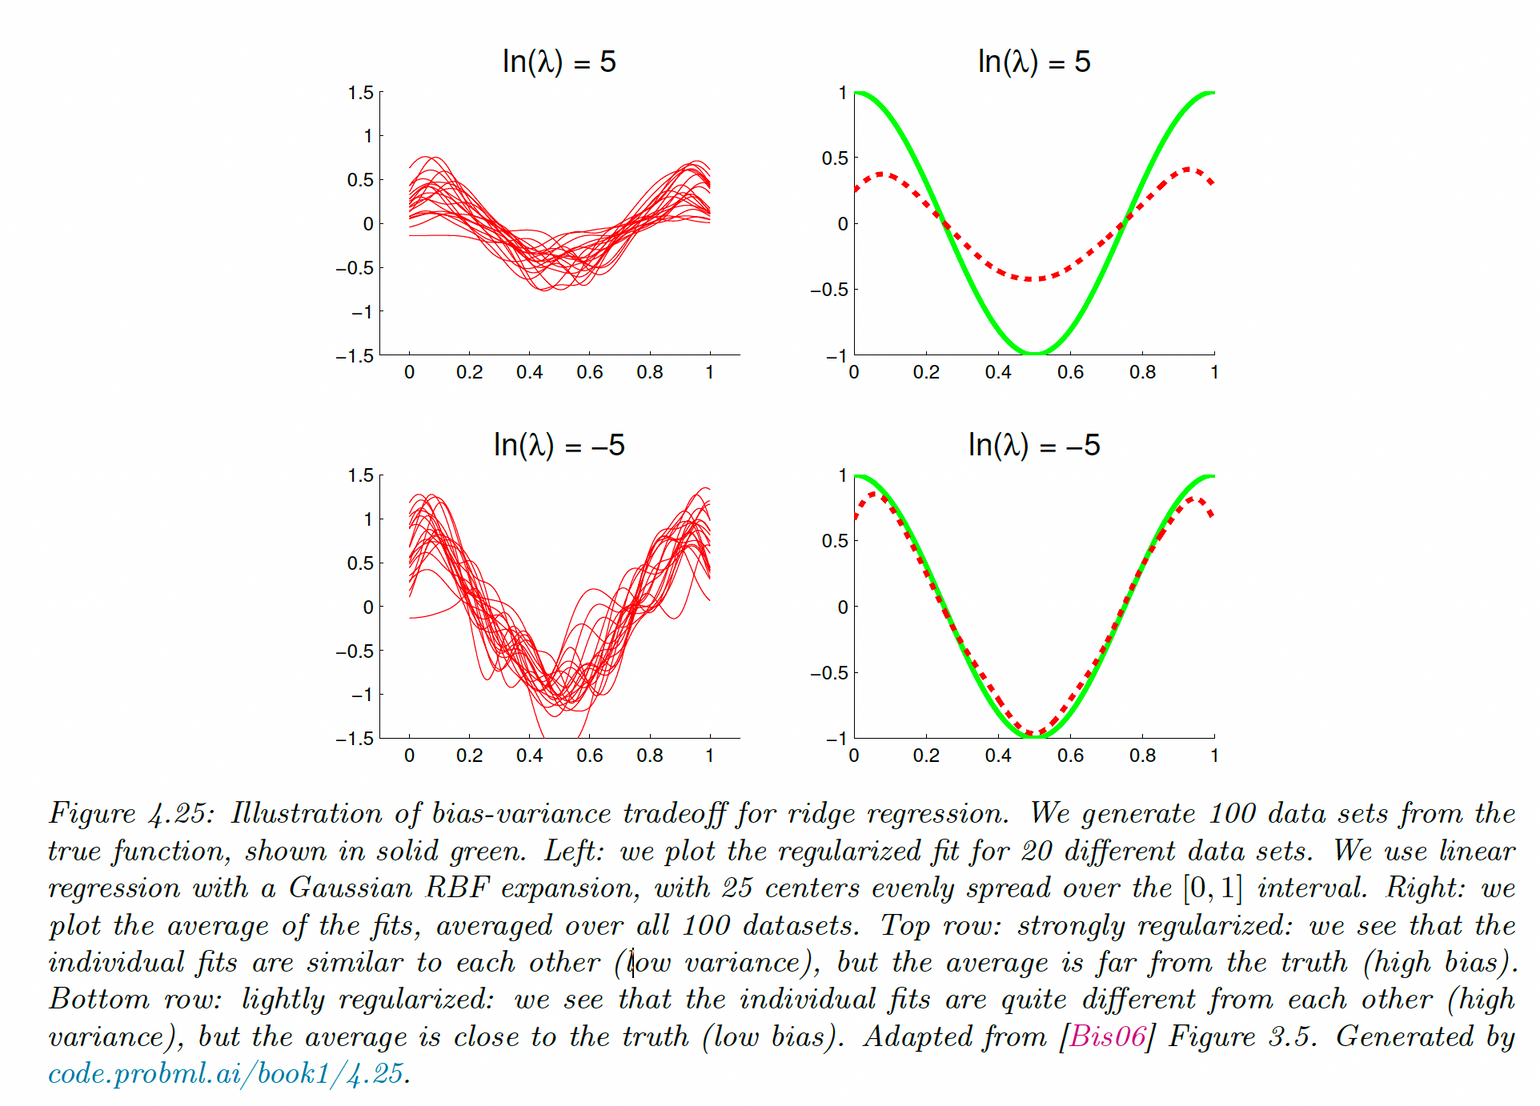 ln(λ) = 5
1.5
1
0.5
0
−0.5
−1
−1.5
0 0.2 0.4 0.6 0.8 1
ln(λ) = 5
1
0.5
0
−0.5
−1
0 0.2 0.4 0.6 0.8 1
ln(λ) = −5
1.5
1
0.5
0
−0.5
−1
−1.5
0 0.2 0.4 0.6 0.8 1
ln(λ) = −5
1
0.5
0
−0.5
−1
0 0.2 0.4 0.6 0.8 1
Figure 4.25: Illustration of bias-variance tradeoff for ridge regression. We generate 100 data sets from the
true function, shown in solid green. Left: we plot the regularized fit for 20 different data sets. We use linear
regression with a Gaussian RBF expansion, with 25 centers evenly spread over the [0, 1] interval. Right: we
plot the average of the fits, averaged over all 100 datasets. Top row: strongly regularized: we see that the
individual fits are similar to each other (low variance), but the average is far from the truth (high bias).
Bottom row: lightly regularized: we see that the individual fits are quite different from each other (high
variance), but the average is close to the truth (low bias). Adapted from [Bis06] Figure 3.5. Generated by
code.probml.ai/book1/4.25.